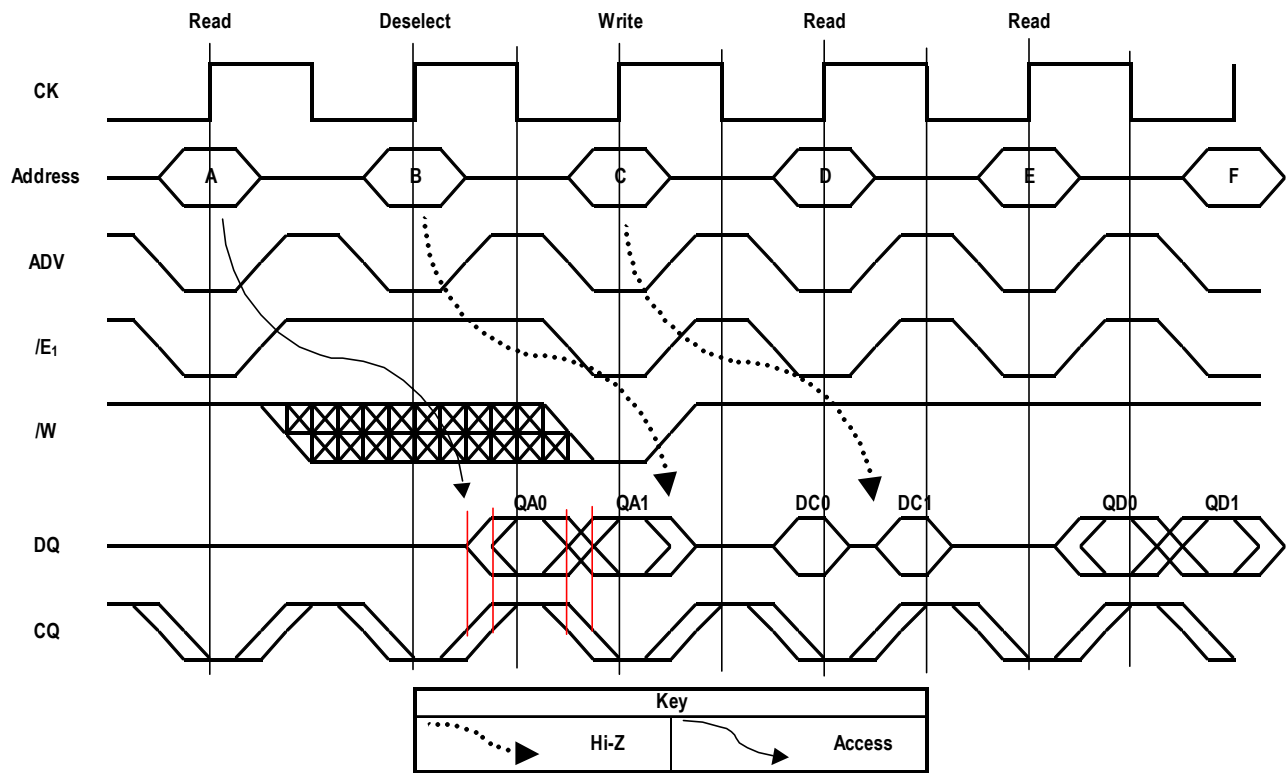 Read Deselect Write Read Read
CK
Address A B C D E F
ADV
/E1
/W
QA0 QA1 DC0 DC1 QD0 QD1
DQ
CQ
Key
Hi-Z Access